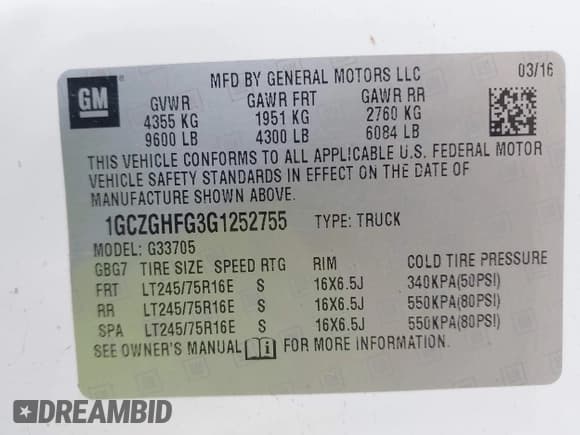 GM
MFD BY GENERAL MOTORS LLC 03/16
GVWR GAWR FRT GAWR RR
4355 KG 1951 KG 2760 KG
9600 LB 4300 LB 6084 LB
THIS VEHICLE CONFORMS TO ALL APPLICABLE U.S. FEDERAL MOTOR
VEHICLE SAFETY STANDARDS IN EFFECT ON THE DATE OF
MANUFACTURE SHOWN ABOVE.
1GCZGHFG3G1252755 TYPE: TRUCK
MODEL: G33705
GBG7 TIRE SIZE SPEED RTG RIM COLD TIRE PRESSURE
FRT LT245/75R16E S 16X6.5J 340KPA(50PSI)
RR LT245/75R16E S 16X6.5J 550KPA(80PSI)
SPA LT245/75R16E S 16X6.5J 550KPA(80PSI)
SEE OWNER'S MANUAL FOR MORE INFORMATION.
DREAMBID